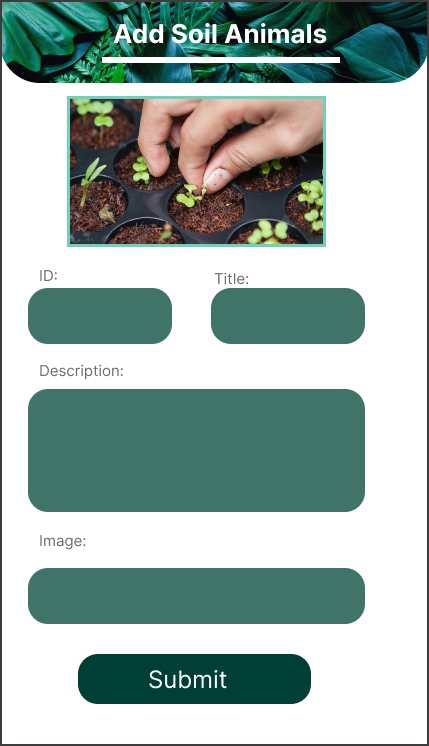 Add Soil Animals
ID:
Title:
Description:
Image:
Submit